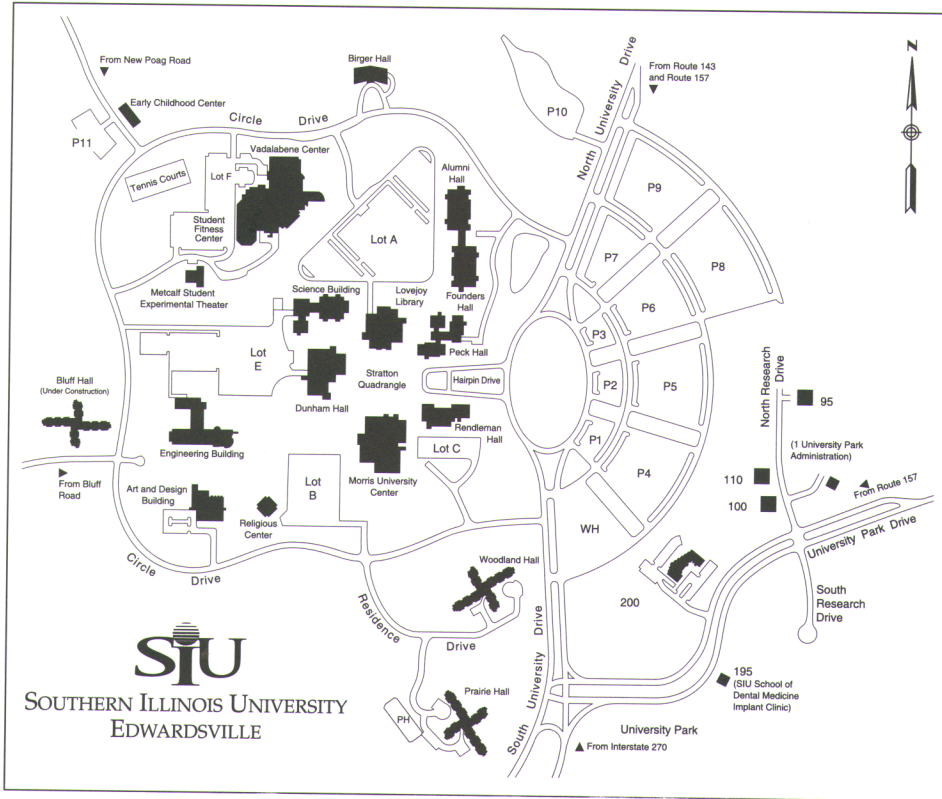 From New Poag Road
Birger Hall
North University Drive
From Route 143
and Route 157
N
Early Childhood Center
P10
Circle Drive
P11
Vadalabene Center
Alumni
Hall
P9
Tennis Courts
Lot F
Student
Fitness
Center
Lot A
P7
P8
Metcalf Student
Experimental Theater
Science Building
Lovejoy
Library
Founders
Hall
P6
P3
Lot
E
Peck Hall
Stratton
Quadrangle
Hairpin Drive
P2
P5
North Research
Drive
95
Bluff Hall
(Under Construction)
Dunham Hall
Rendleman
Hall
P1
(1 University Park
Administration)
Engineering Building
Lot C
P4
110
From Route 157
From Bluff
Road
Morris University
Center
100
Art and Design
Building
Lot
B
Religious
Center
WH
University Park Drive
Circle Drive
Woodland Hall
Residence Drive
200
South
Research
Drive
South University Drive
SIU
SOUTHERN ILLINOIS UNIVERSITY
EDWARDSVILLE
195
(SIU School of
Dental Medicine
Implant Clinic)
Prairie Hall
PH
University Park
From Interstate 270